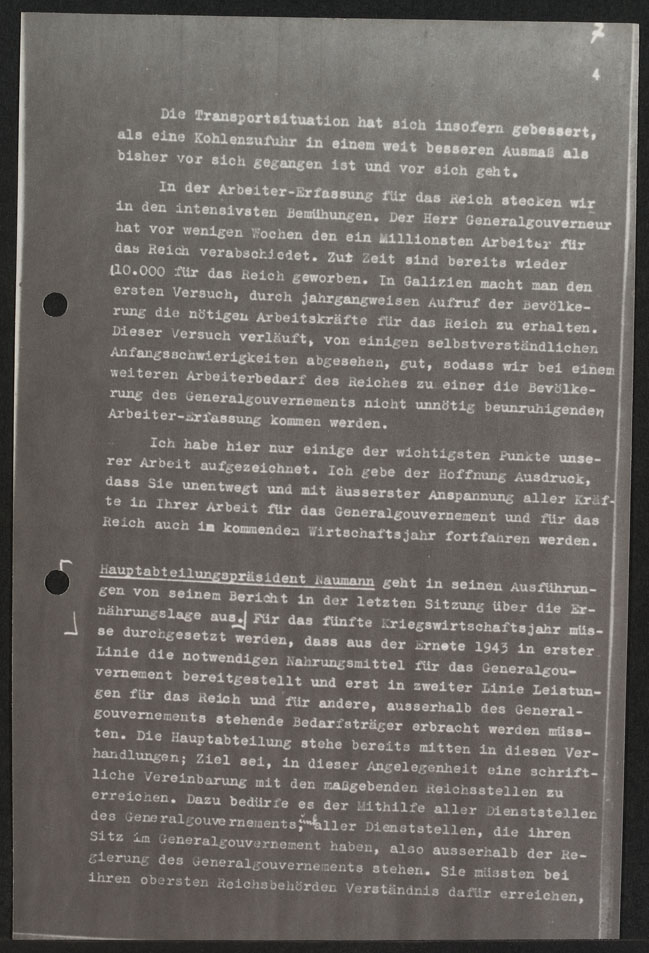 7
4
Die Transportsituation hat sich insofern gebessert,
als eine Kohlenzufuhr in einem weit besseren Ausmaß als
bisher vor sich gegangen ist und vor sich geht.
In der Arbeiter-Erfassung für das Reich stecken wir
in den intensivsten Bemühungen. Der Herr Generalgouverneur
hat vor wenigen Wochen den ein Millionsten Arbeiter für
das Reich verabschiedet. Zut Zeit sind bereits wieder
110.000 für das Reich geworben. In Galizien macht man den
ersten Versuch, durch jahrgangweisen Aufruf der Bevölke-
rung die nötigen Arbeitskräfte für das Reich zu erhalten.
Dieser Versuch verläuft, von einigen selbstverständlichen
Anfangsschwierigkeiten abgesehen, gut, sodass wir bei einem
weiteren Arbeiterbedarf des Reiches zu einer die Bevölke-
rung des Generalgouvernements nicht unnötig beunruhigenden
Arbeiter-Erfassung kommen werden.
Ich habe hier nur einige der wichtigsten Punkte unse-
rer Arbeit aufgezeichnet. Ich gebe der Hoffnung Ausdruck,
dass Sie unentwegt und mit äusserster Anspannung aller Kräf-
te in Ihrer Arbeit für das Generalgouvernement und für das
Reich auch im kommenden Wirtschaftsjahr fortfahren werden.
Hauptabteilungspräsident Naumann geht in seinen Ausführun-
gen von seinem Bericht in der letzten Sitzung über die Er-
nährungslage aus. Für das fünfte Kriegswirtschaftsjahr müs-
se durchgesetzt werden, dass aus der Ernete 1943 in erster
Linie die notwendigen Nahrungsmittel für das Generalgou-
vernement bereitgestellt und erst in zweiter Linie Leistun-
gen für das Reich und für andere, ausserhalb des General-
gouvernements stehende Bedarfsträger erbracht werden müss-
ten. Die Hauptabteilung stehe bereits mitten in diesen Ver-
handlungen; Ziel sei, in dieser Angelegenheit eine schrift-
liche Vereinbarung mit den maßgebenden Reichsstellen zu
erreichen. Dazu bedürfe es der Mithilfe aller Dienststellen
des Generalgouvernements, und aller Dienststellen, die ihren
Sitz im Generalgouvernement haben, also ausserhalb der Re-
gierung des Generalgouvernements stehen. Sie müssten bei
ihren obersten Reichsbehörden Verständnis dafür erreichen,